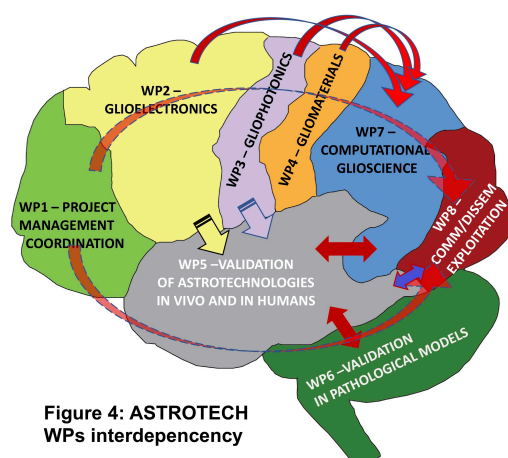 WP2 –
GLIOELECTRONICS
WP3 – GLIOPHOTONICS
WP4 – GLIOMATERIALS
WP7 –
COMPUTATIONAL
GLIOSCIENCE
WP1 – PROJECT
MANAGEMENT
COORDINATION
WP8 –
COMM/DISSEM
EXPLOITATION
WP5 –VALIDATION
OF ASTROTECHNOLOGIES
IN VIVO AND IN HUMANS
WP6 –VALIDATION
IN PATHOLOGICAL MODELS
Figure 4: ASTROTECH
WPs interdepencency